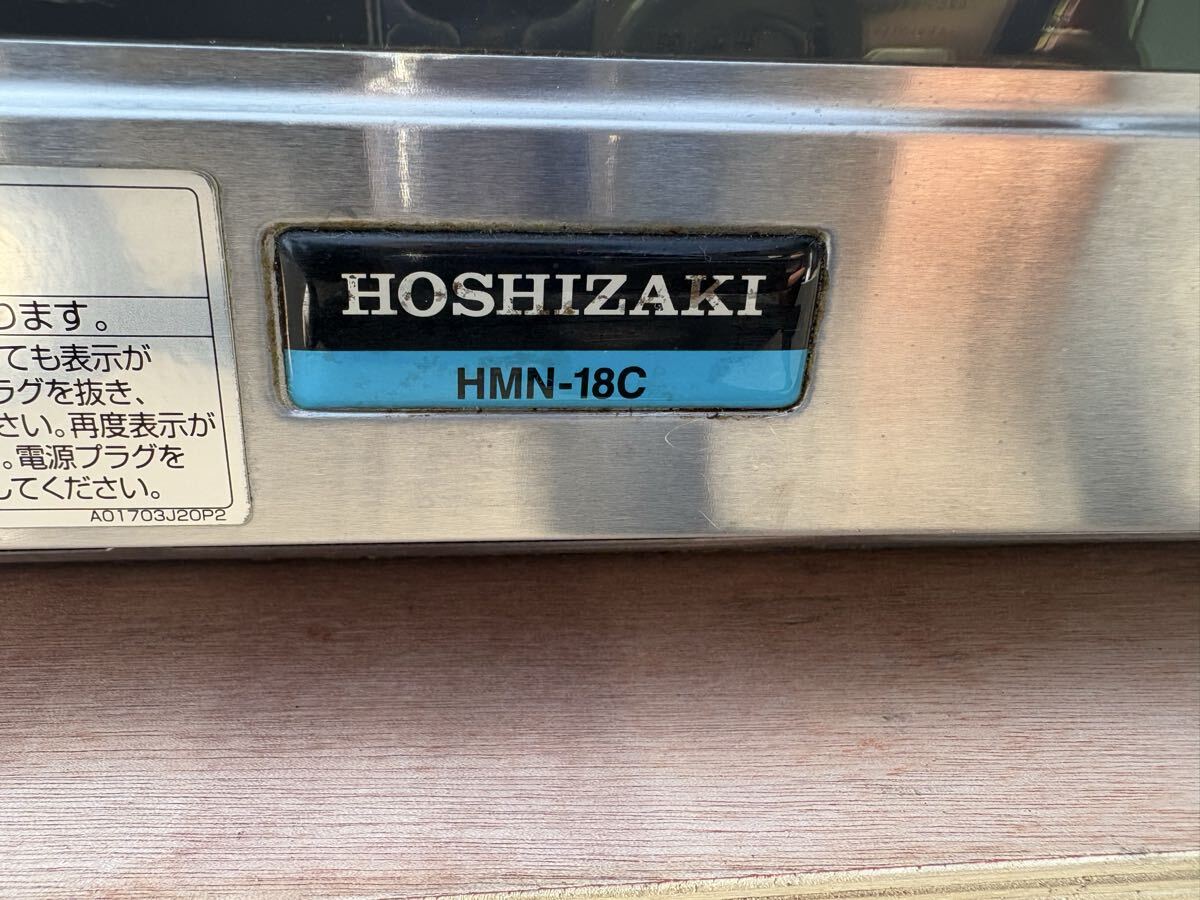 ります。
ても表示が
ラグを抜き、
さい。再度表示が
。電源プラグを
してください。
A01703J20P2
HOSHIZAKI
HMN-18C